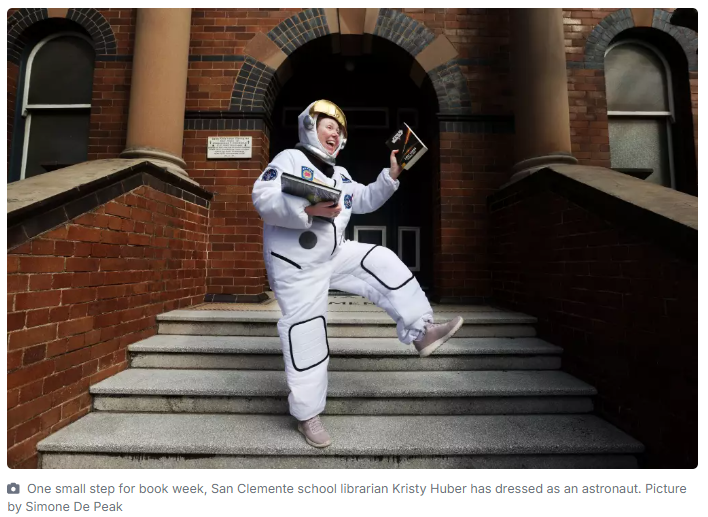 One small step for book week, San Clemente school librarian Kristy Huber has dressed as an astronaut. Picture
by Simone De Peak